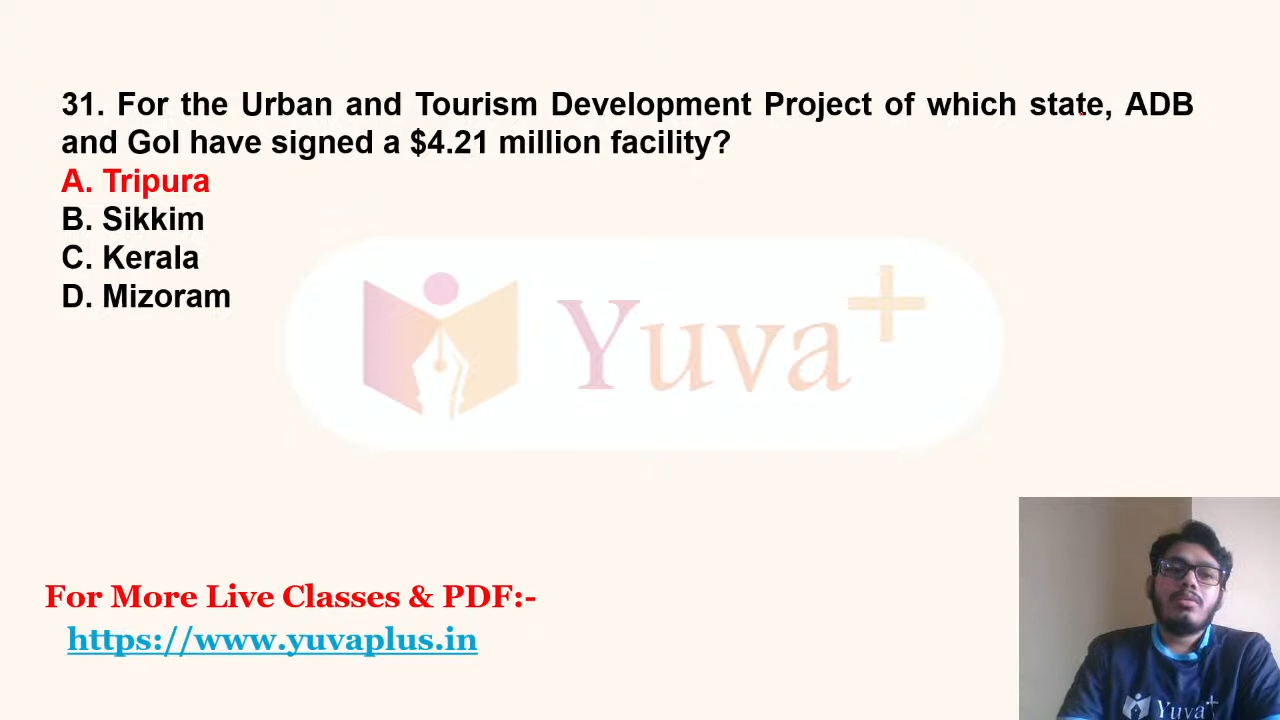 31. For the Urban and Tourism Development Project of which state, ADB
and GoI have signed a $4.21 million facility?
A. Tripura
B. Sikkim
C. Kerala
D. Mizoram
Yuva+
For More Live Classes & PDF:-
https://www.yuvaplus.in
Yuva+